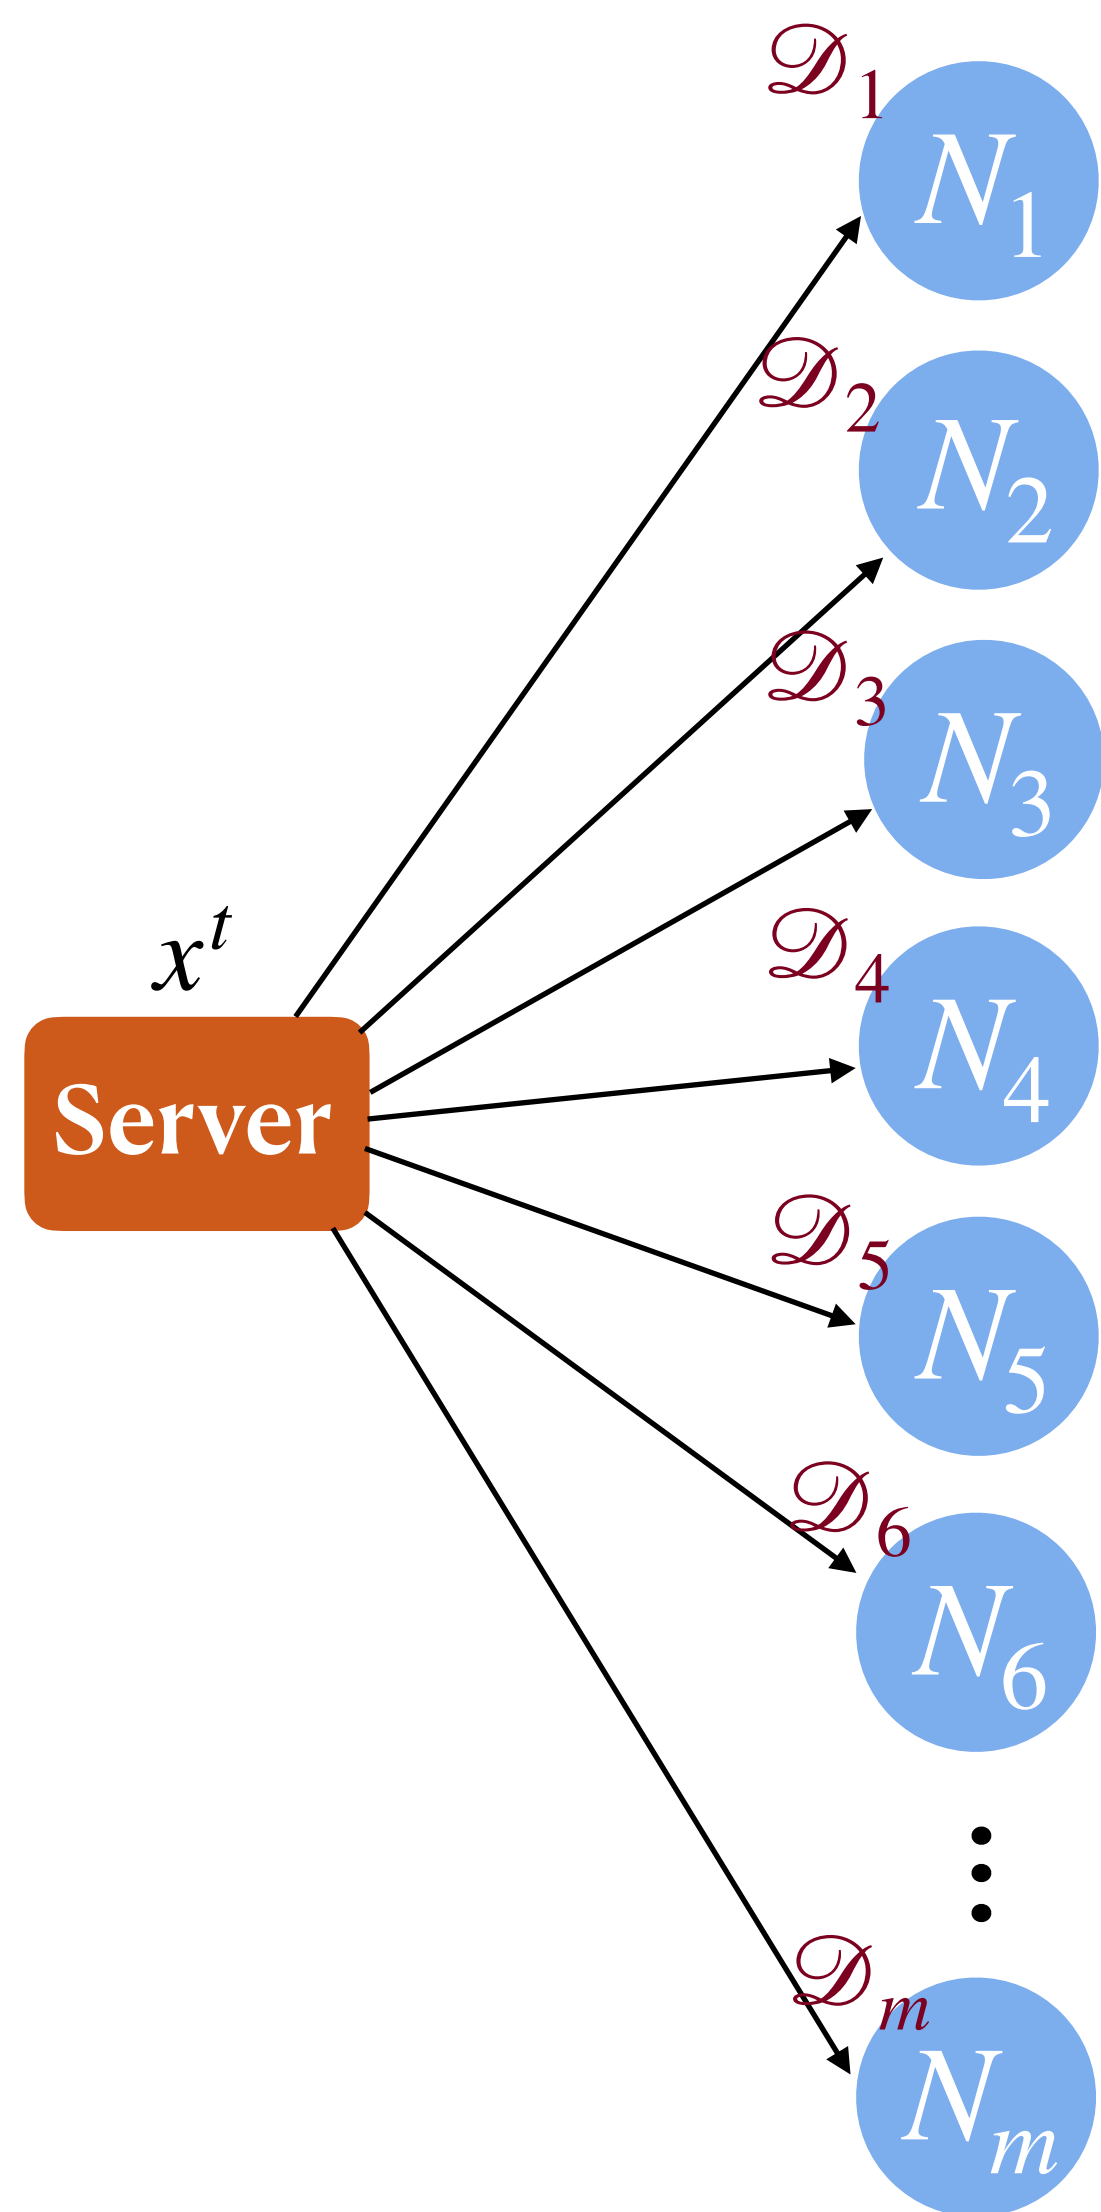 𝒟₁
N₁
𝒟₂
N₂
𝒟₃
N₃
xᵗ
𝒟₄
N₄
Server
𝒟₅
N₅
𝒟₆
N₆
⋮
𝒟ₘ
Nₘ